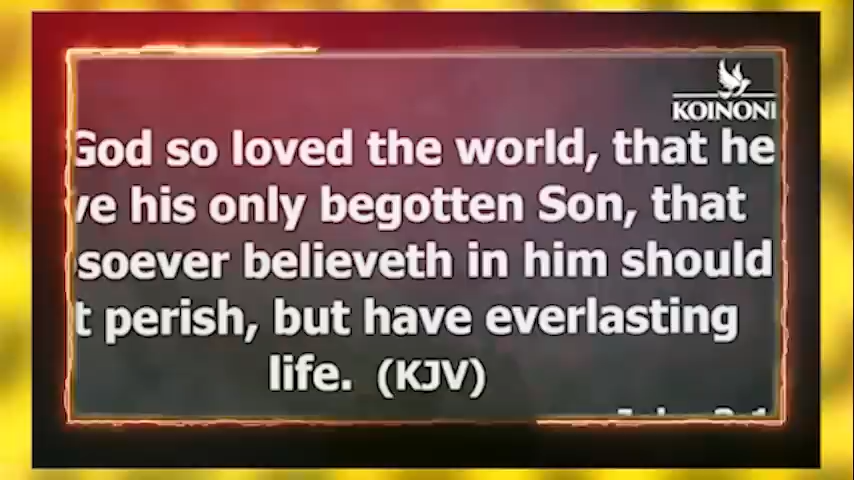 KOINONI
God so loved the world, that he
ve his only begotten Son, that
soever believeth in him should
t perish, but have everlasting
life. (KJV)